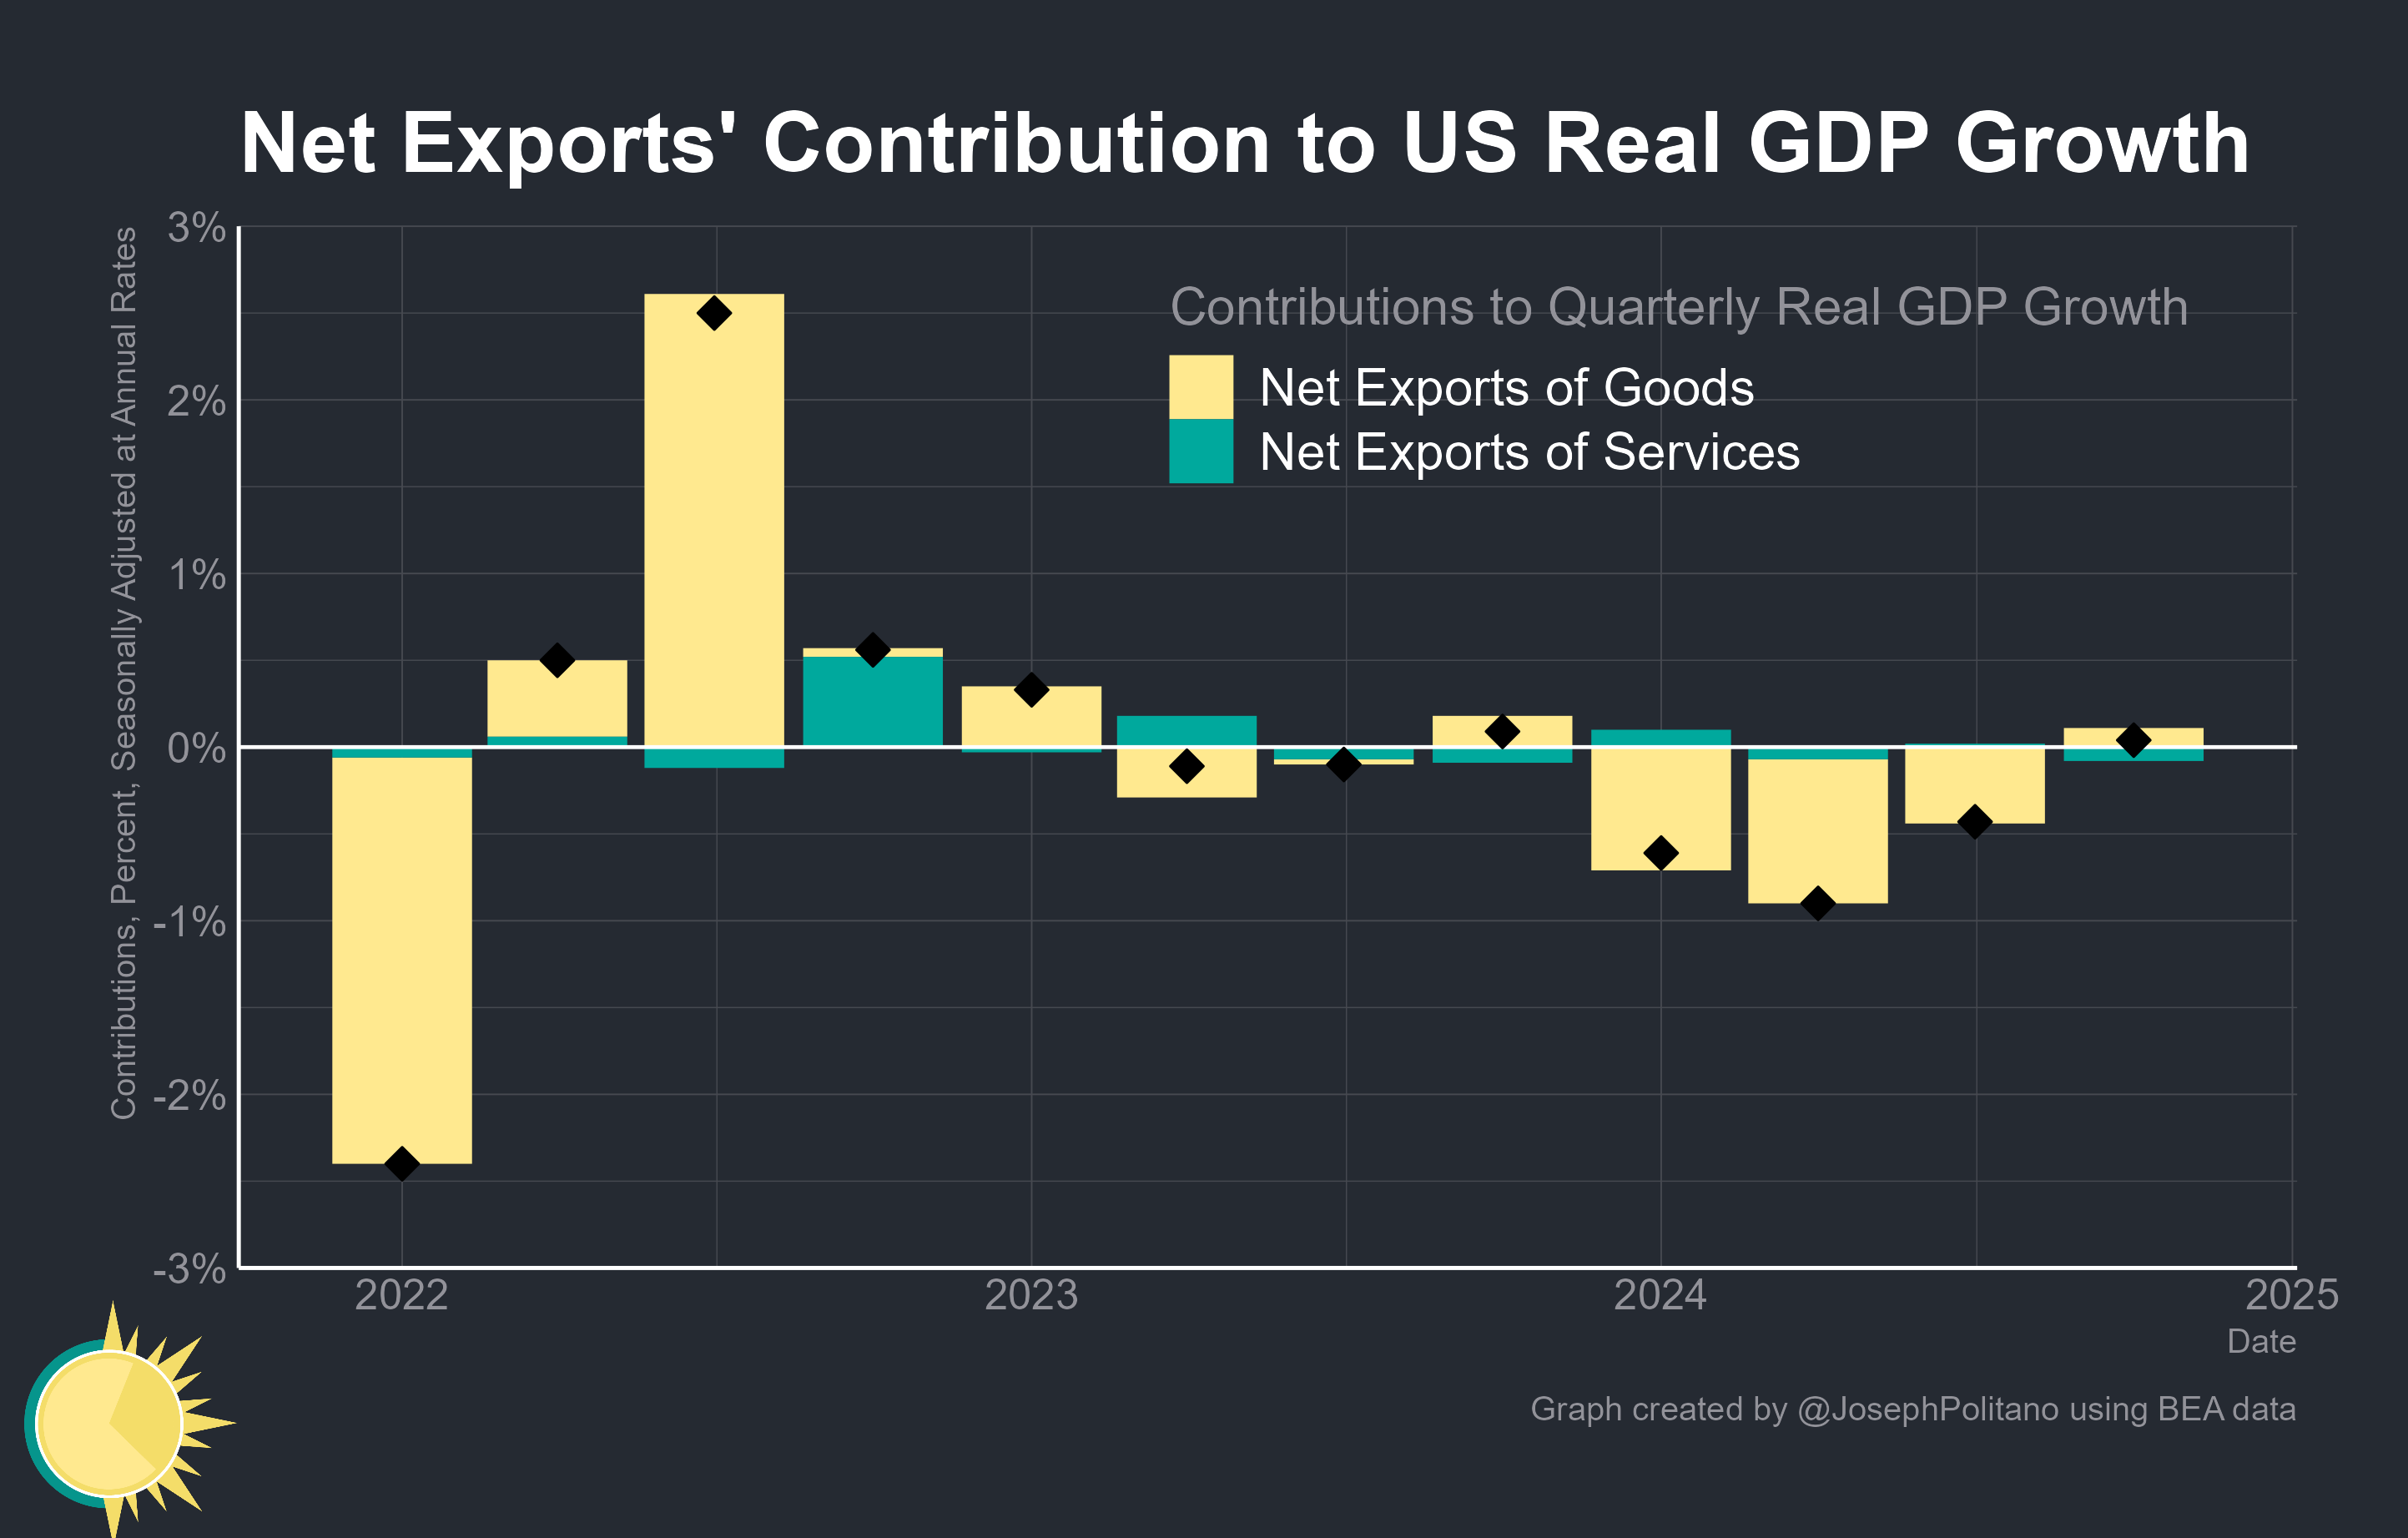 Net Exports' Contribution to US Real GDP Growth
Contributions, Percent, Seasonally Adjusted at Annual Rates
3%
2%
1%
0%
-1%
-2%
-3%
Contributions to Quarterly Real GDP Growth
Net Exports of Goods
Net Exports of Services
2022
2023
2024
2025
Date
Graph created by @JosephPolitano using BEA data